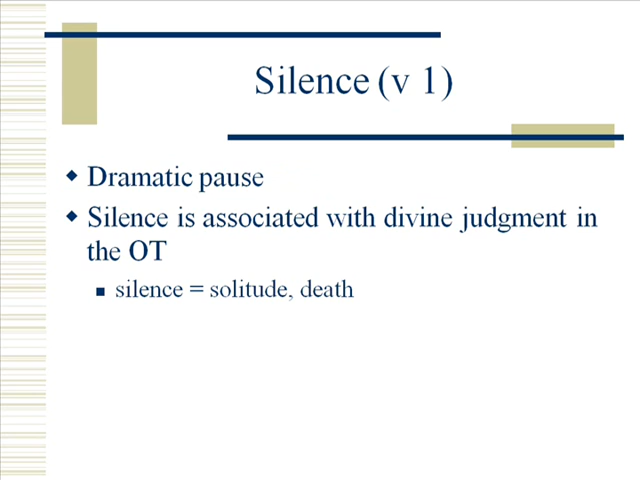 Silence (v 1)
Dramatic pause
Silence is associated with divine judgment in
the OT
silence = solitude, death